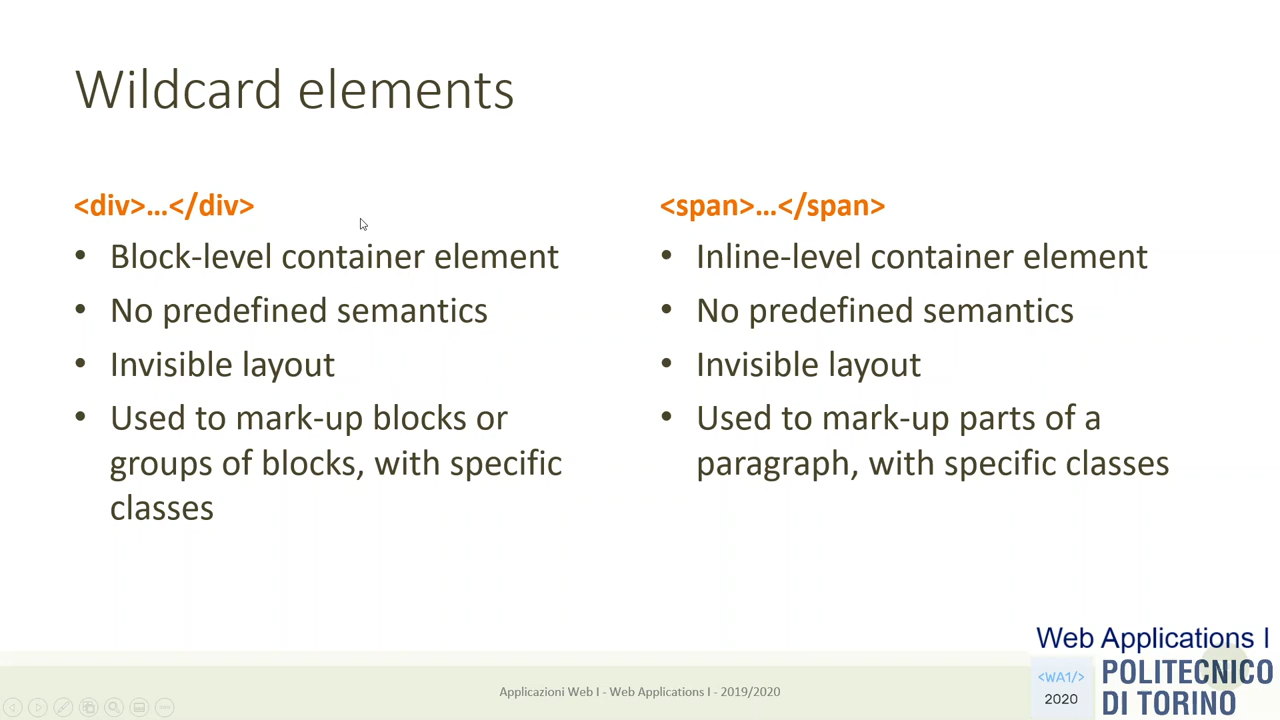 Wildcard elements
<div>…</div>
• Block-level container element
• No predefined semantics
• Invisible layout
• Used to mark-up blocks or
groups of blocks, with specific
classes
<span>…</span>
• Inline-level container element
• No predefined semantics
• Invisible layout
• Used to mark-up parts of a
paragraph, with specific classes
Applicazioni Web I - Web Applications I - 2019/2020
Web Applications I
<WA1/>
2020
POLITECNICO
DI TORINO